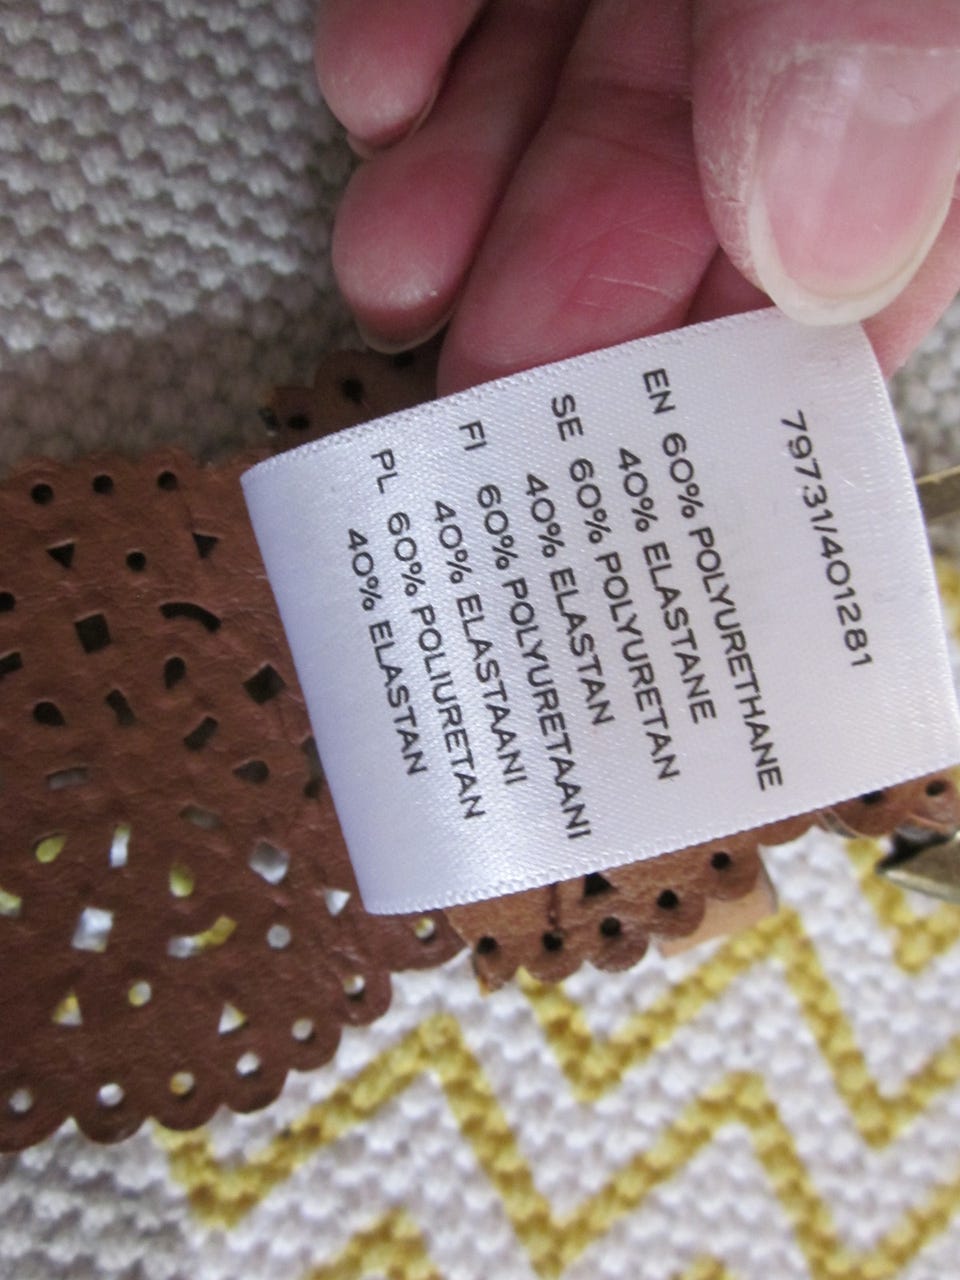 79731/401281
EN 60% POLYURETHANE
40% ELASTANE
SE 60% POLYURETAN
40% ELASTAN
FI 60% POLYURETAANI
40% ELASTAANI
PL 60% POLIURETAN
40% ELASTAN